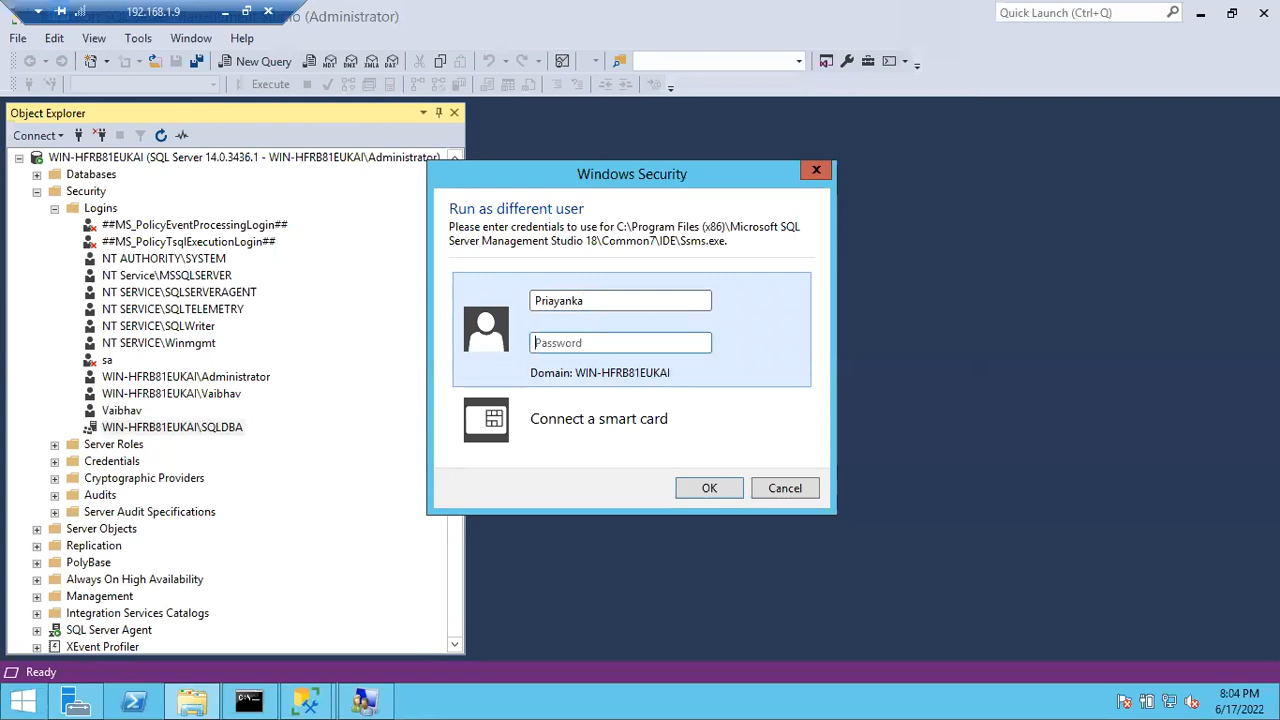 192.168.1.9
(Administrator)
Quick Launch (Ctrl+Q)
File Edit View Tools Window Help
New Query
MDX DMX XMLA DAX
Execute
Object Explorer
Connect
WIN-HFRB81EUKAI (SQL Server 14.0.3436.1 - WIN-HFRB81EUKAI\Administrator)
Databases
Security
Logins
##MS_PolicyEventProcessingLogin##
##MS_PolicyTsqlExecutionLogin##
NT AUTHORITY\SYSTEM
NT Service\MSSQLSERVER
NT SERVICE\SQLSERVERAGENT
NT SERVICE\SQLTELEMETRY
NT SERVICE\SQLWriter
NT SERVICE\Winmgmt
sa
WIN-HFRB81EUKAI\Administrator
WIN-HFRB81EUKAI\Vaibhav
Vaibhav
WIN-HFRB81EUKAI\SQLDBA
Server Roles
Credentials
Cryptographic Providers
Audits
Server Audit Specifications
Server Objects
Replication
PolyBase
Always On High Availability
Management
Integration Services Catalogs
SQL Server Agent
XEvent Profiler
Windows Security
Run as different user
Please enter credentials to use for C:\Program Files (x86)\Microsoft SQL
Server Management Studio 18\Common7\IDE\Ssms.exe.
Priayanka
Password
Domain: WIN-HFRB81EUKAI
Connect a smart card
OK Cancel
Ready
8:04 PM
6/17/2022